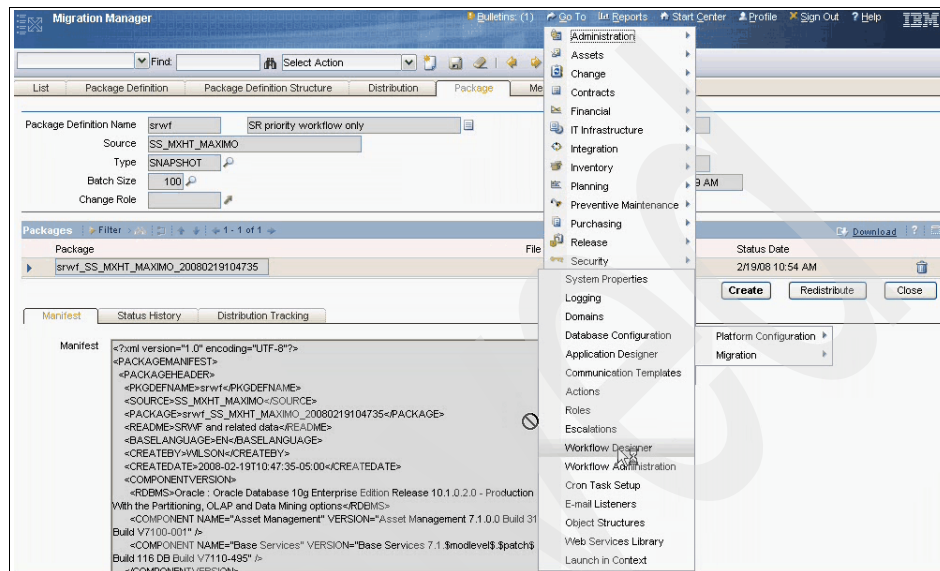 Migration Manager
Bulletins: (1) Go To Reports Start Center Profile Sign Out ? Help IBM
Find: Select Action
List Package Definition Package Definition Structure Distribution Package Me
Package Definition Name srwf SR priority workflow only
Source SS_MXHT_MAXIMO
Type SNAPSHOT
Batch Size 100
9 AM
Change Role
Packages Filter 1 - 1 of 1 Download ?
Package File Status Date
srwf_SS_MXHT_MAXIMO_20080219104735 2/19/08 10:54 AM
Create Redistribute Close
Manifest Status History Distribution Tracking
Manifest
<?xml version="1.0" encoding="UTF-8"?>
<PACKAGEMANIFEST>
<PACKAGEHEADER>
<PKGDEFNAME>srwf</PKGDEFNAME>
<SOURCE>SS_MXHT_MAXIMO</SOURCE>
<PACKAGE>srwf_SS_MXHT_MAXIMO_20080219104735</PACKAGE>
<README>SRWF and related data</README>
<BASELANGUAGE>EN</BASELANGUAGE>
<CREATEBY>WILSON</CREATEBY>
<CREATEDATE>2008-02-19T10:47:35-05:00</CREATEDATE>
<COMPONENTVERSION>
<RDBMS>Oracle : Oracle Database 10g Enterprise Edition Release 10.1.0.2.0 - Production
With the Partitioning, OLAP and Data Mining options</RDBMS>
<COMPONENT NAME="Asset Management" VERSION="Asset Management 7.1.0.0 Build 31
Build V7100-001" />
<COMPONENT NAME="Base Services" VERSION="Base Services 7.1.$modlevel$.$patch$
Build 116 DB Build V7110-495" />
</COMPONENTVERSION>
Administration
Assets
Change
Contracts
Financial
IT Infrastructure
Integration
Inventory
Planning
Preventive Maintenance
Purchasing
Release
Security
System Properties
Logging
Domains
Database Configuration
Application Designer
Communication Templates
Actions
Roles
Escalations
Workflow Designer
Workflow Administration
Cron Task Setup
E-mail Listeners
Object Structures
Web Services Library
Launch in Context
Platform Configuration
Migration